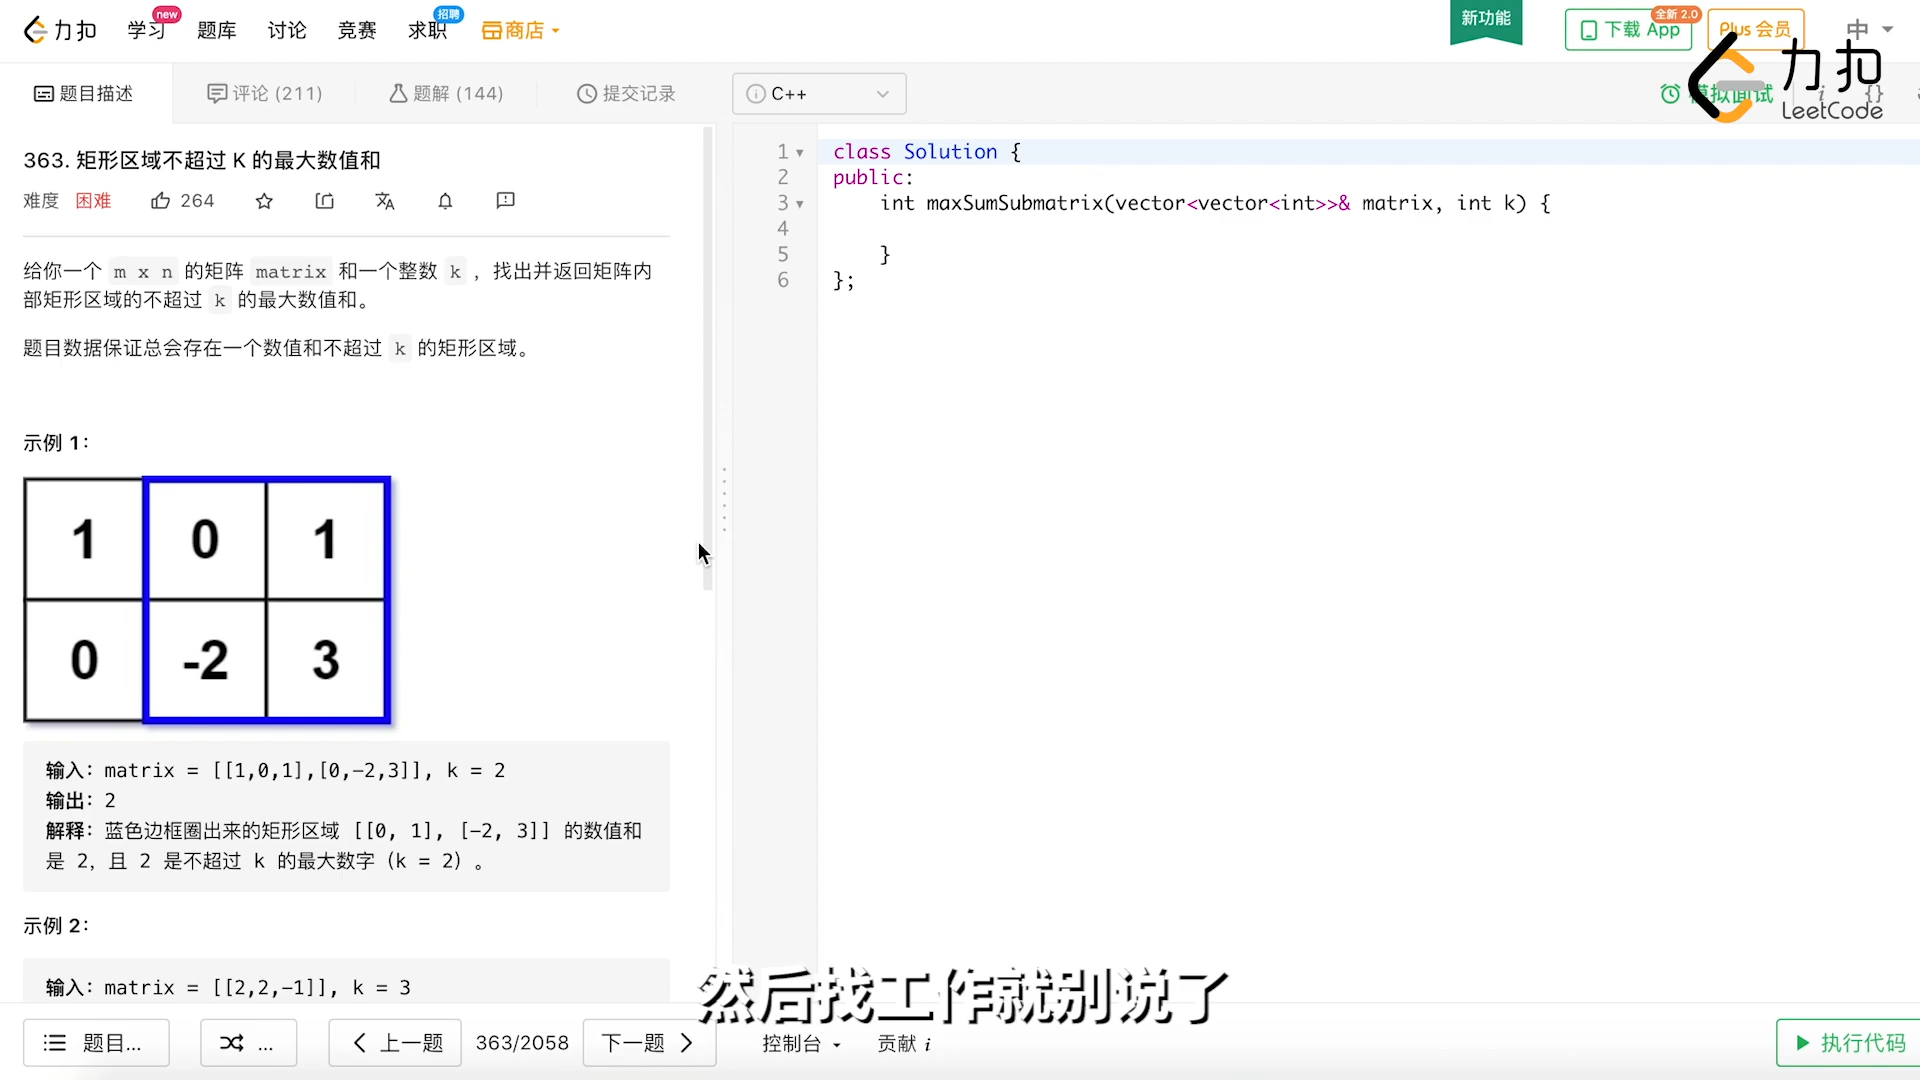 力扣
学习
new
题库
讨论
竞赛
求职
招聘
商店
新功能
下载 App
全新 2.0
Plus 会员
中
力扣
LeetCode
题目描述
评论 (211)
题解 (144)
提交记录
C++
模拟面试
363. 矩形区域不超过 K 的最大数值和
难度 困难 264
给你一个 m x n 的矩阵 matrix 和一个整数 k ，找出并返回矩阵内
部矩形区域的不超过 k 的最大数值和。
题目数据保证总会存在一个数值和不超过 k 的矩形区域。
示例 1：
1 0 1
0 -2 3
输入：matrix = [[1,0,1],[0,-2,3]], k = 2
输出：2
解释：蓝色边框圈出来的矩形区域 [[0, 1], [-2, 3]] 的数值和
是 2，且 2 是不超过 k 的最大数字（k = 2）。
示例 2：
输入：matrix = [[2,2,-1]], k = 3
1 class Solution {
2 public:
3     int maxSumSubmatrix(vector<vector<int>>& matrix, int k) {
4
5     }
6 };
然后找工作就别说了
题目...
...
上一题
363/2058
下一题
控制台
贡献 i
执行代码